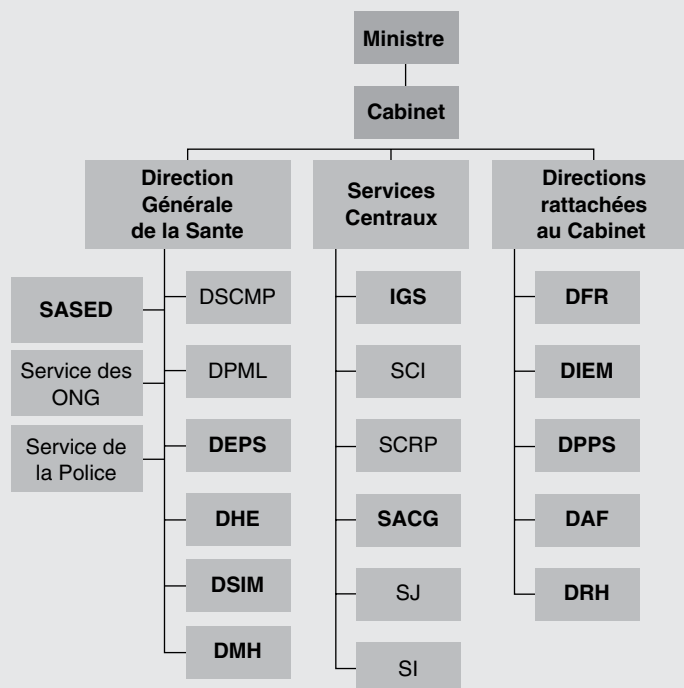 Ministre
Cabinet
Direction
Générale
de la Sante
Services
Centraux
Directions
rattachées
au Cabinet
SASED
Service des
ONG
Service de
la Police
DSCMP
DPML
DEPS
DHE
DSIM
DMH
IGS
SCI
SCRP
SACG
SJ
SI
DFR
DIEM
DPPS
DAF
DRH